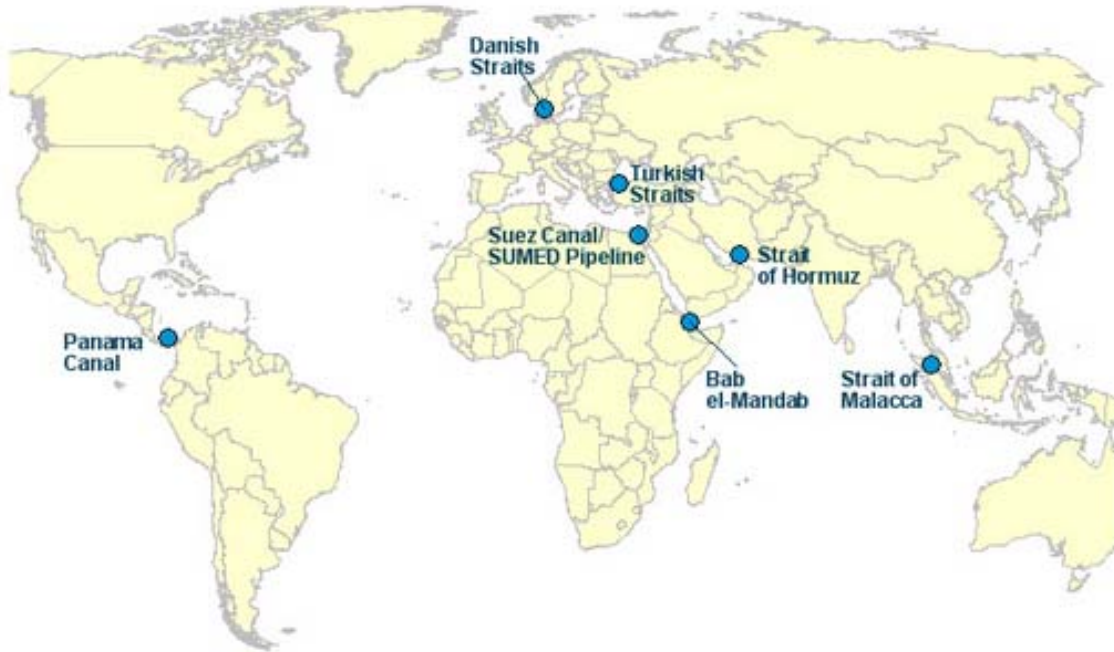 Danish
Straits
Turkish
Straits
Suez Canal/
SUMED Pipeline
Strait
of Hormuz
Panama
Canal
Bab
el-Mandab
Strait of
Malacca